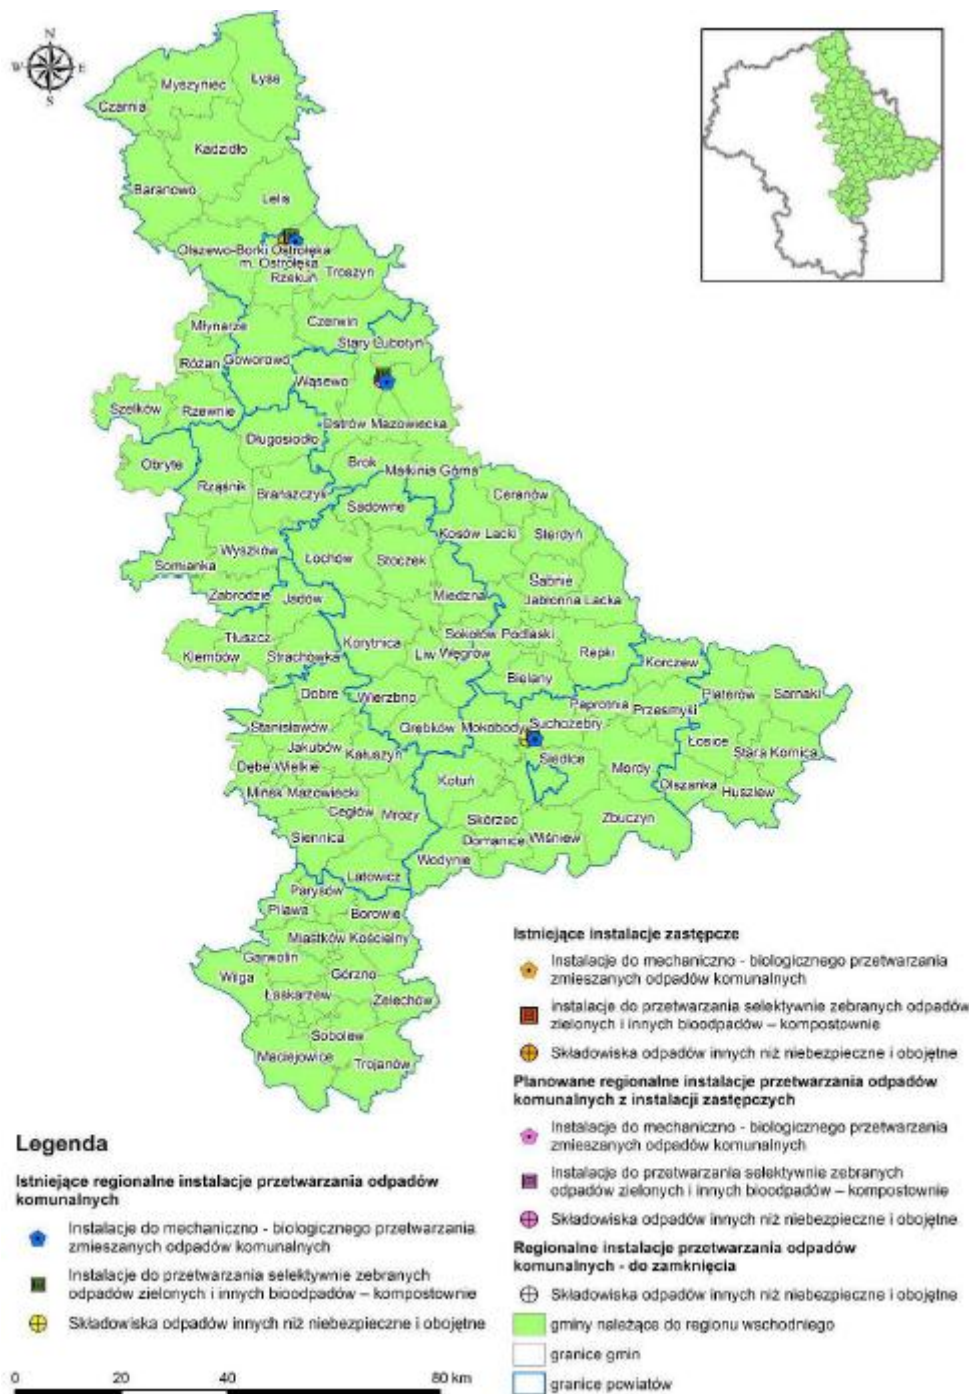 N
W E
S
Łyse
Myszyniec
Czarnia
Kadzidło
Baranowo
Lelis
Olszewo-Borki Ostrołęka
m. Ostrołęka
Rzekuń
Troszyn
Czerwin
Młynarze
Stary Lubotyń
Różan
Goworowo
Wąsewo
Szelków
Rzewnie
Ostrów Mazowiecka
Długosiodło
Obryte
Brok
Małkinia Górna
Rząśnik
Brańszczyk
Ceranów
Sadowne
Kosów Lacki
Sterdyń
Wyszków
Łochów
Stoczek
Somianka
Sabnie
Zabrodzie
Jadów
Miedzna
Jabłonna Lacka
Tłuszcz
Korytnica
Sokołów Podlaski
Klembów
Strachówka
Liw
Węgrów
Repki
Korczew
Bielany
Dobre
Wierzbno
Paprotnia
Przesmyki
Platerów
Sarnaki
Stanisławów
Grębków
Mokobody
Suchożebry
Łosice
Jakubów
Kałuszyn
Siedlce
Stara Kornica
Dębe Wielkie
Kotuń
Mordy
Olszanka
Huszlew
Mińsk Mazowiecki
Cegłów
Mrozy
Skórzec
Zbuczyn
Siennica
Domanice
Wiśniew
Latowicz
Wodynie
Parysów
Pilawa
Borowie
Miastków Kościelny
Garwolin
Wilga
Górzno
Łaskarzew
Żelechów
Sobolew
Maciejowice
Trojanów
Legenda
Istniejące regionalne instalacje przetwarzania odpadów
komunalnych
Instalacje do mechaniczno - biologicznego przetwarzania
zmieszanych odpadów komunalnych
Instalacje do przetwarzania selektywnie zebranych
odpadów zielonych i innych bioodpadów – kompostownie
Składowiska odpadów innych niż niebezpieczne i obojętne
0 20 40 80 km
Istniejące instalacje zastępcze
Instalacje do mechaniczno - biologicznego przetwarzania
zmieszanych odpadów komunalnych
instalacje do przetwarzania selektywnie zebranych odpadów
zielonych i innych bioodpadów – kompostownie
Składowiska odpadów innych niż niebezpieczne i obojętne
Planowane regionalne instalacje przetwarzania odpadów
komunalnych z instalacji zastępczych
Instalacje do mechaniczno - biologicznego przetwarzania
zmieszanych odpadów komunalnych
Instalacje do przetwarzania selektywnie zebranych
odpadów zielonych i innych bioodpadów – kompostownie
Składowiska odpadów innych niż niebezpieczne i obojętne
Regionalne instalacje przetwarzania odpadów
komunalnych - do zamknięcia
Składowiska odpadów innych niż niebezpieczne i obojętne
gminy należące do regionu wschodniego
granice gmin
granice powiatów